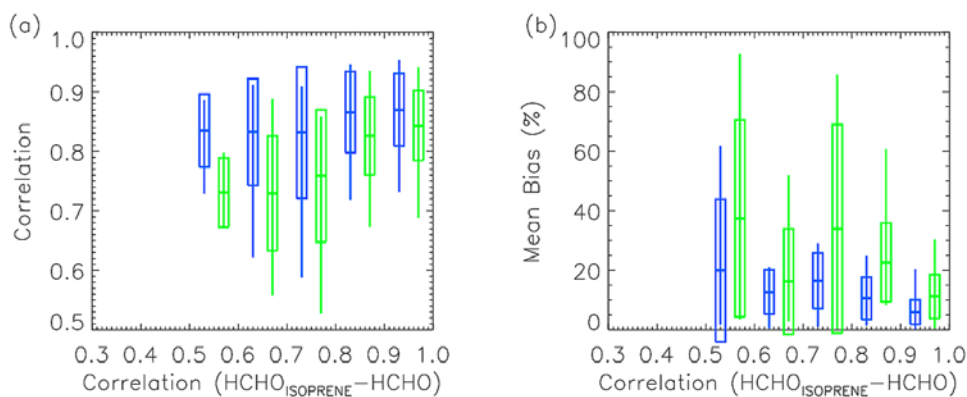 (a)
1.0
0.9
0.8
0.7
0.6
0.5
Correlation
0.3 0.4 0.5 0.6 0.7 0.8 0.9 1.0
Correlation (HCHO_ISOPRENE−HCHO)
(b)
100
80
60
40
20
0
Mean Bias (%)
0.3 0.4 0.5 0.6 0.7 0.8 0.9 1.0
Correlation (HCHO_ISOPRENE−HCHO)